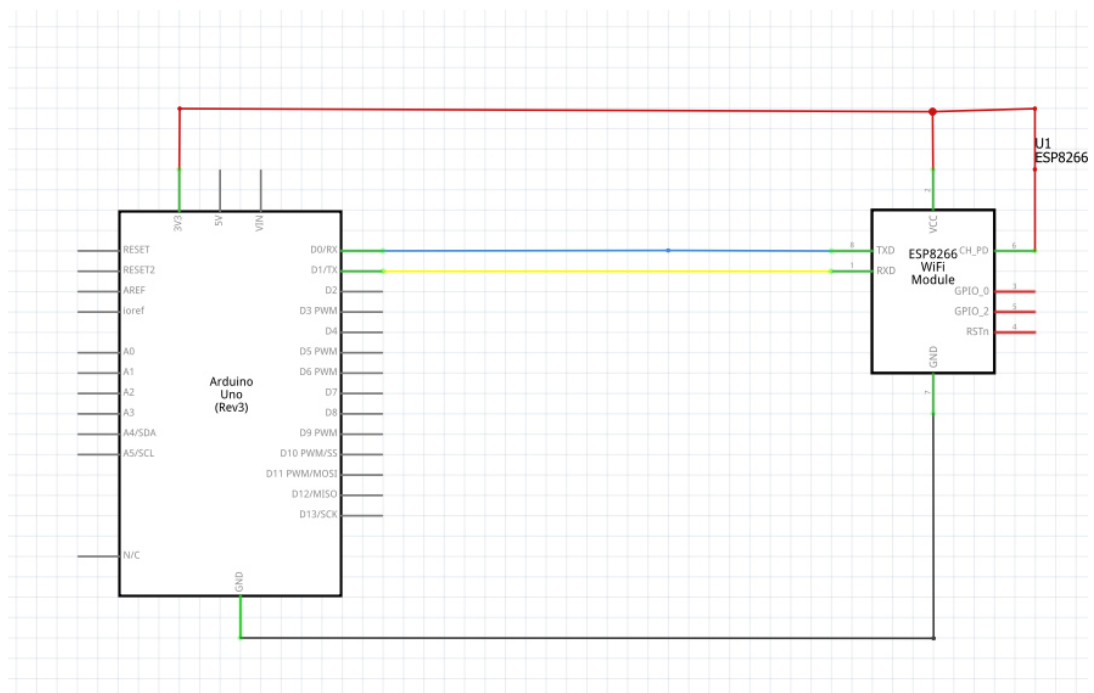 U1
ESP8266
3V3
5V
VIN
RESET
RESET2
AREF
ioref
A0
A1
A2
A3
A4/SDA
A5/SCL
N/C
Arduino
Uno
(Rev3)
D0/RX
D1/TX
D2
D3 PWM
D4
D5 PWM
D6 PWM
D7
D8
D9 PWM
D10 PWM/SS
D11 PWM/MOSI
D12/MISO
D13/SCK
GND
2
VCC
8
TXD
1
RXD
ESP8266
WiFi
Module
CH_PD
6
GPIO_0
3
GPIO_2
5
RSTn
4
GND
7